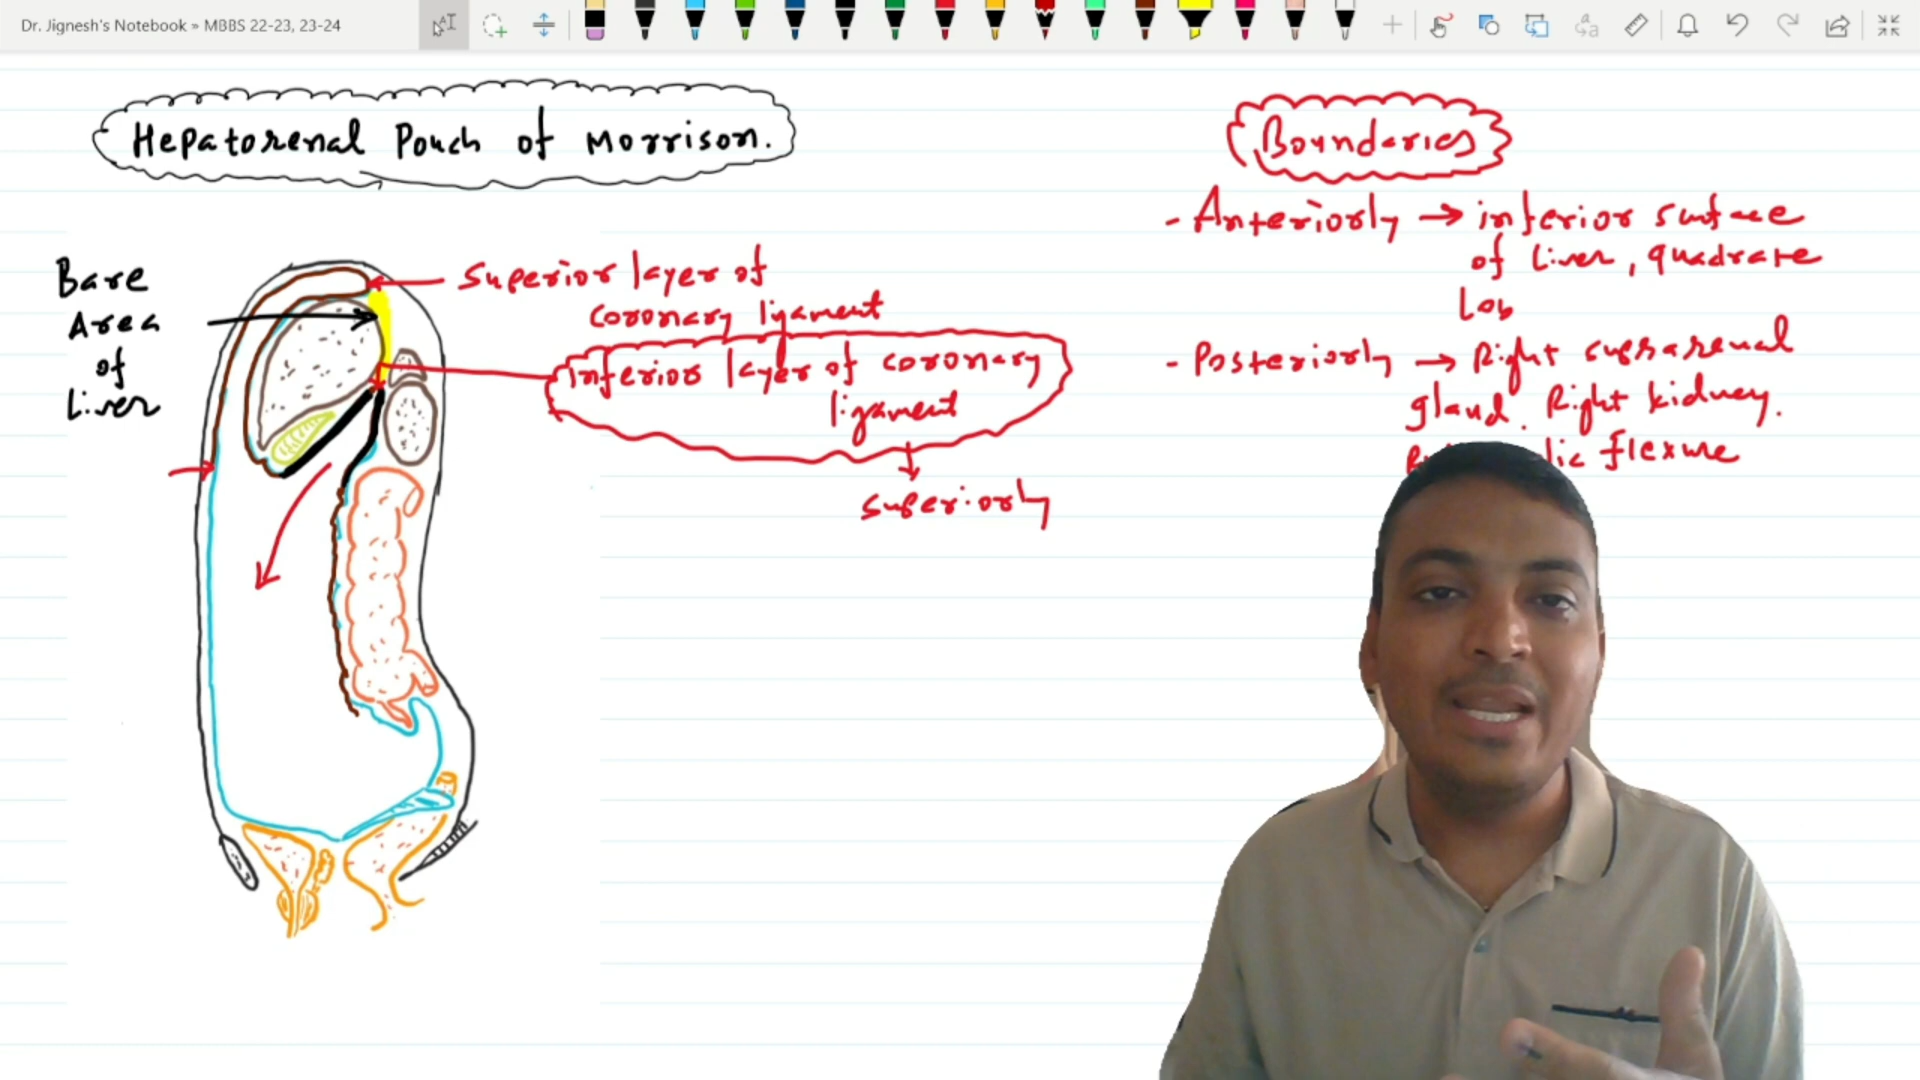 Dr. Jignesh's Notebook » MBBS 22-23, 23-24
Hepatorenal Pouch of Morrison.
Bare
Area
of
Liver
Superior layer of
coronary ligament
Inferior layer of coronary
ligament
superiorly
Boundaries
- Anteriorly → inferior surface
of Liver, quadrate
Lob
- Posteriorly → Right suprarenal
gland. Right kidney.
flexure